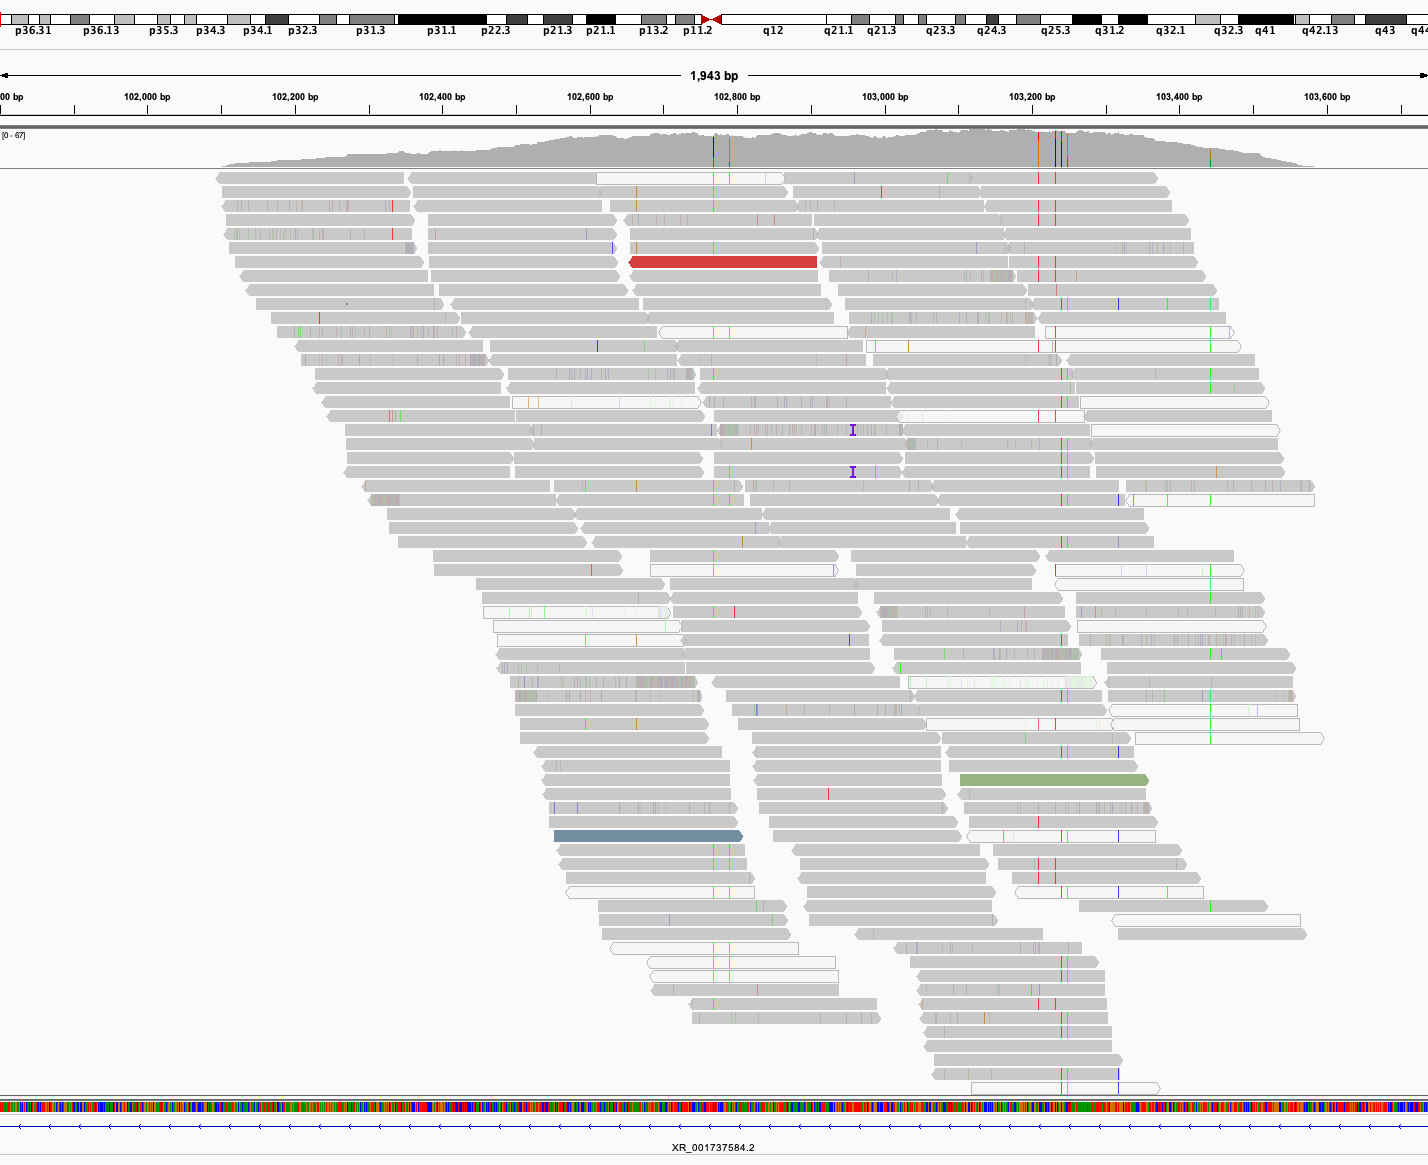 p36.31 p36.13 p35.3 p34.3 p34.1 p32.3 p31.3 p31.1 p22.3 p21.3 p21.1 p13.2 p11.2 q12 q21.1 q21.3 q23.3 q24.3 q25.3 q31.2 q32.1 q32.3 q41 q42.13 q43 q44
1,943 bp
00 bp 102,000 bp 102,200 bp 102,400 bp 102,600 bp 102,800 bp 103,000 bp 103,200 bp 103,400 bp 103,600 bp
[0 - 67]
XR_001737584.2